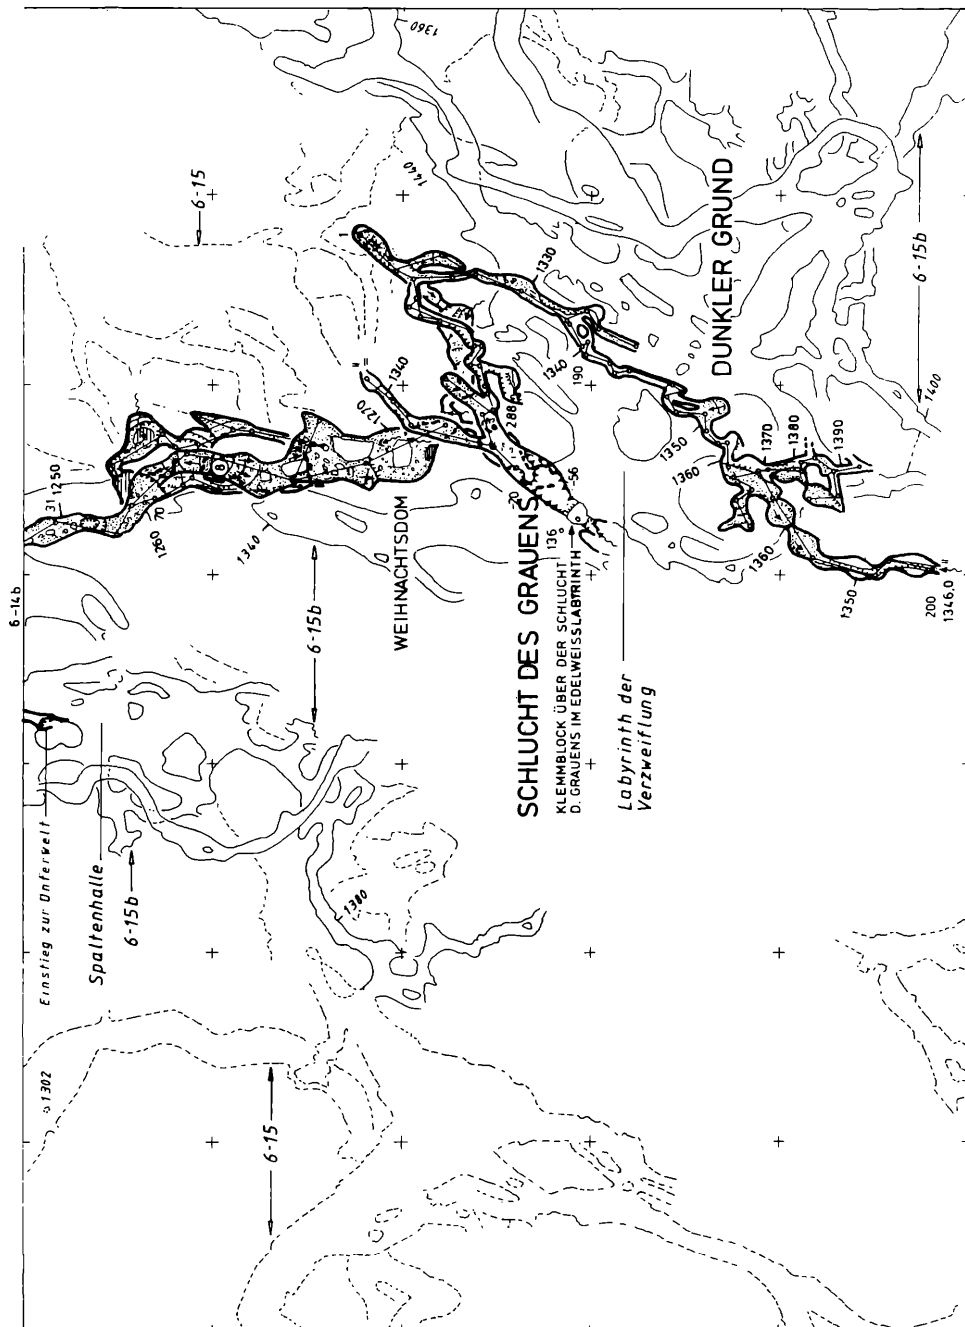 6-14b
1360
6-15
1440
1
1330
DUNKLER GRUND
6-15b
1400
31 1250
1260
70
8
1340
1270
1340
WEIHNACHTSDOM
288
1340
190
1350
1360
1370
1380
1390
20
56
136
SCHLUCHT DES GRAUENS
KLEMMBLOCK ÜBER DER SCHLUCHT
D. GRAUENS IM EDELWEISSLABYRINTH
Labyrinth der
Verzweiflung
1360
1350
200
1346.0
6-15b
Einstieg zur Unterwelt
Spaltenhalle
6-15b
1380
1302
6-15